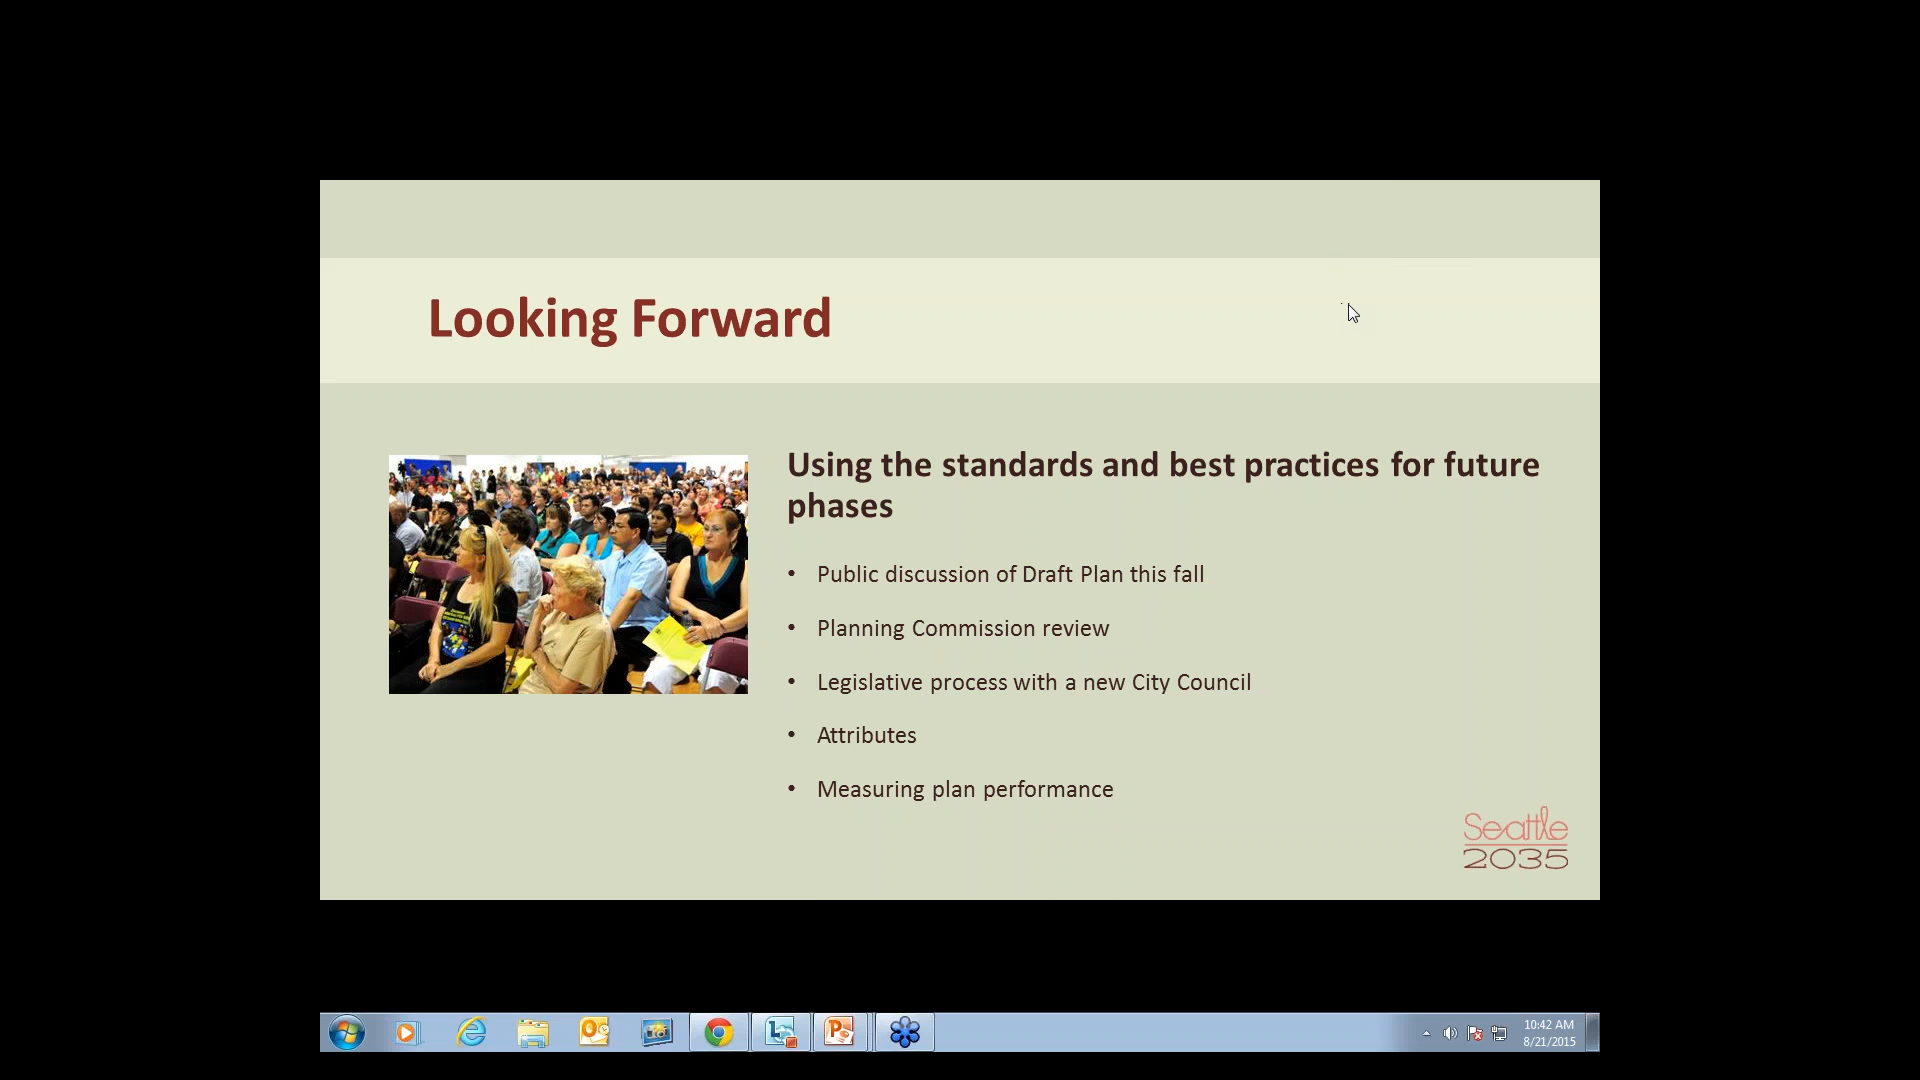 Looking Forward
Using the standards and best practices for future
phases
• Public discussion of Draft Plan this fall
• Planning Commission review
• Legislative process with a new City Council
• Attributes
• Measuring plan performance
Seattle
2035
10:42 AM
8/21/2015